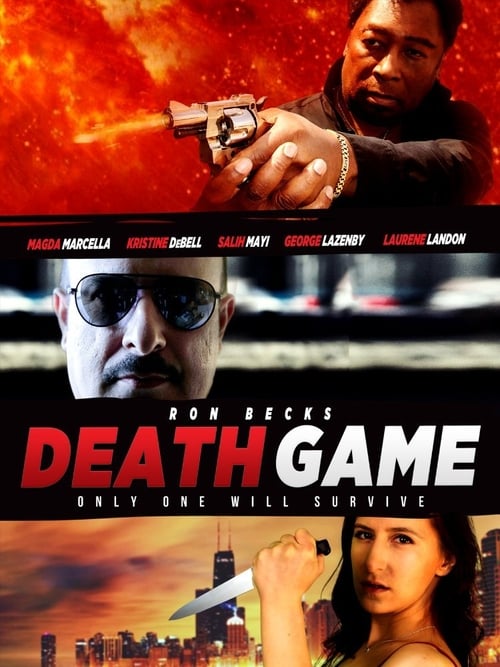 MAGDA MARCELLA KRISTINE DeBELL SALIH MAYI GEORGE LAZENBY LAURENE LANDON
RON BECKS
DEATH GAME
ONLY ONE WILL SURVIVE